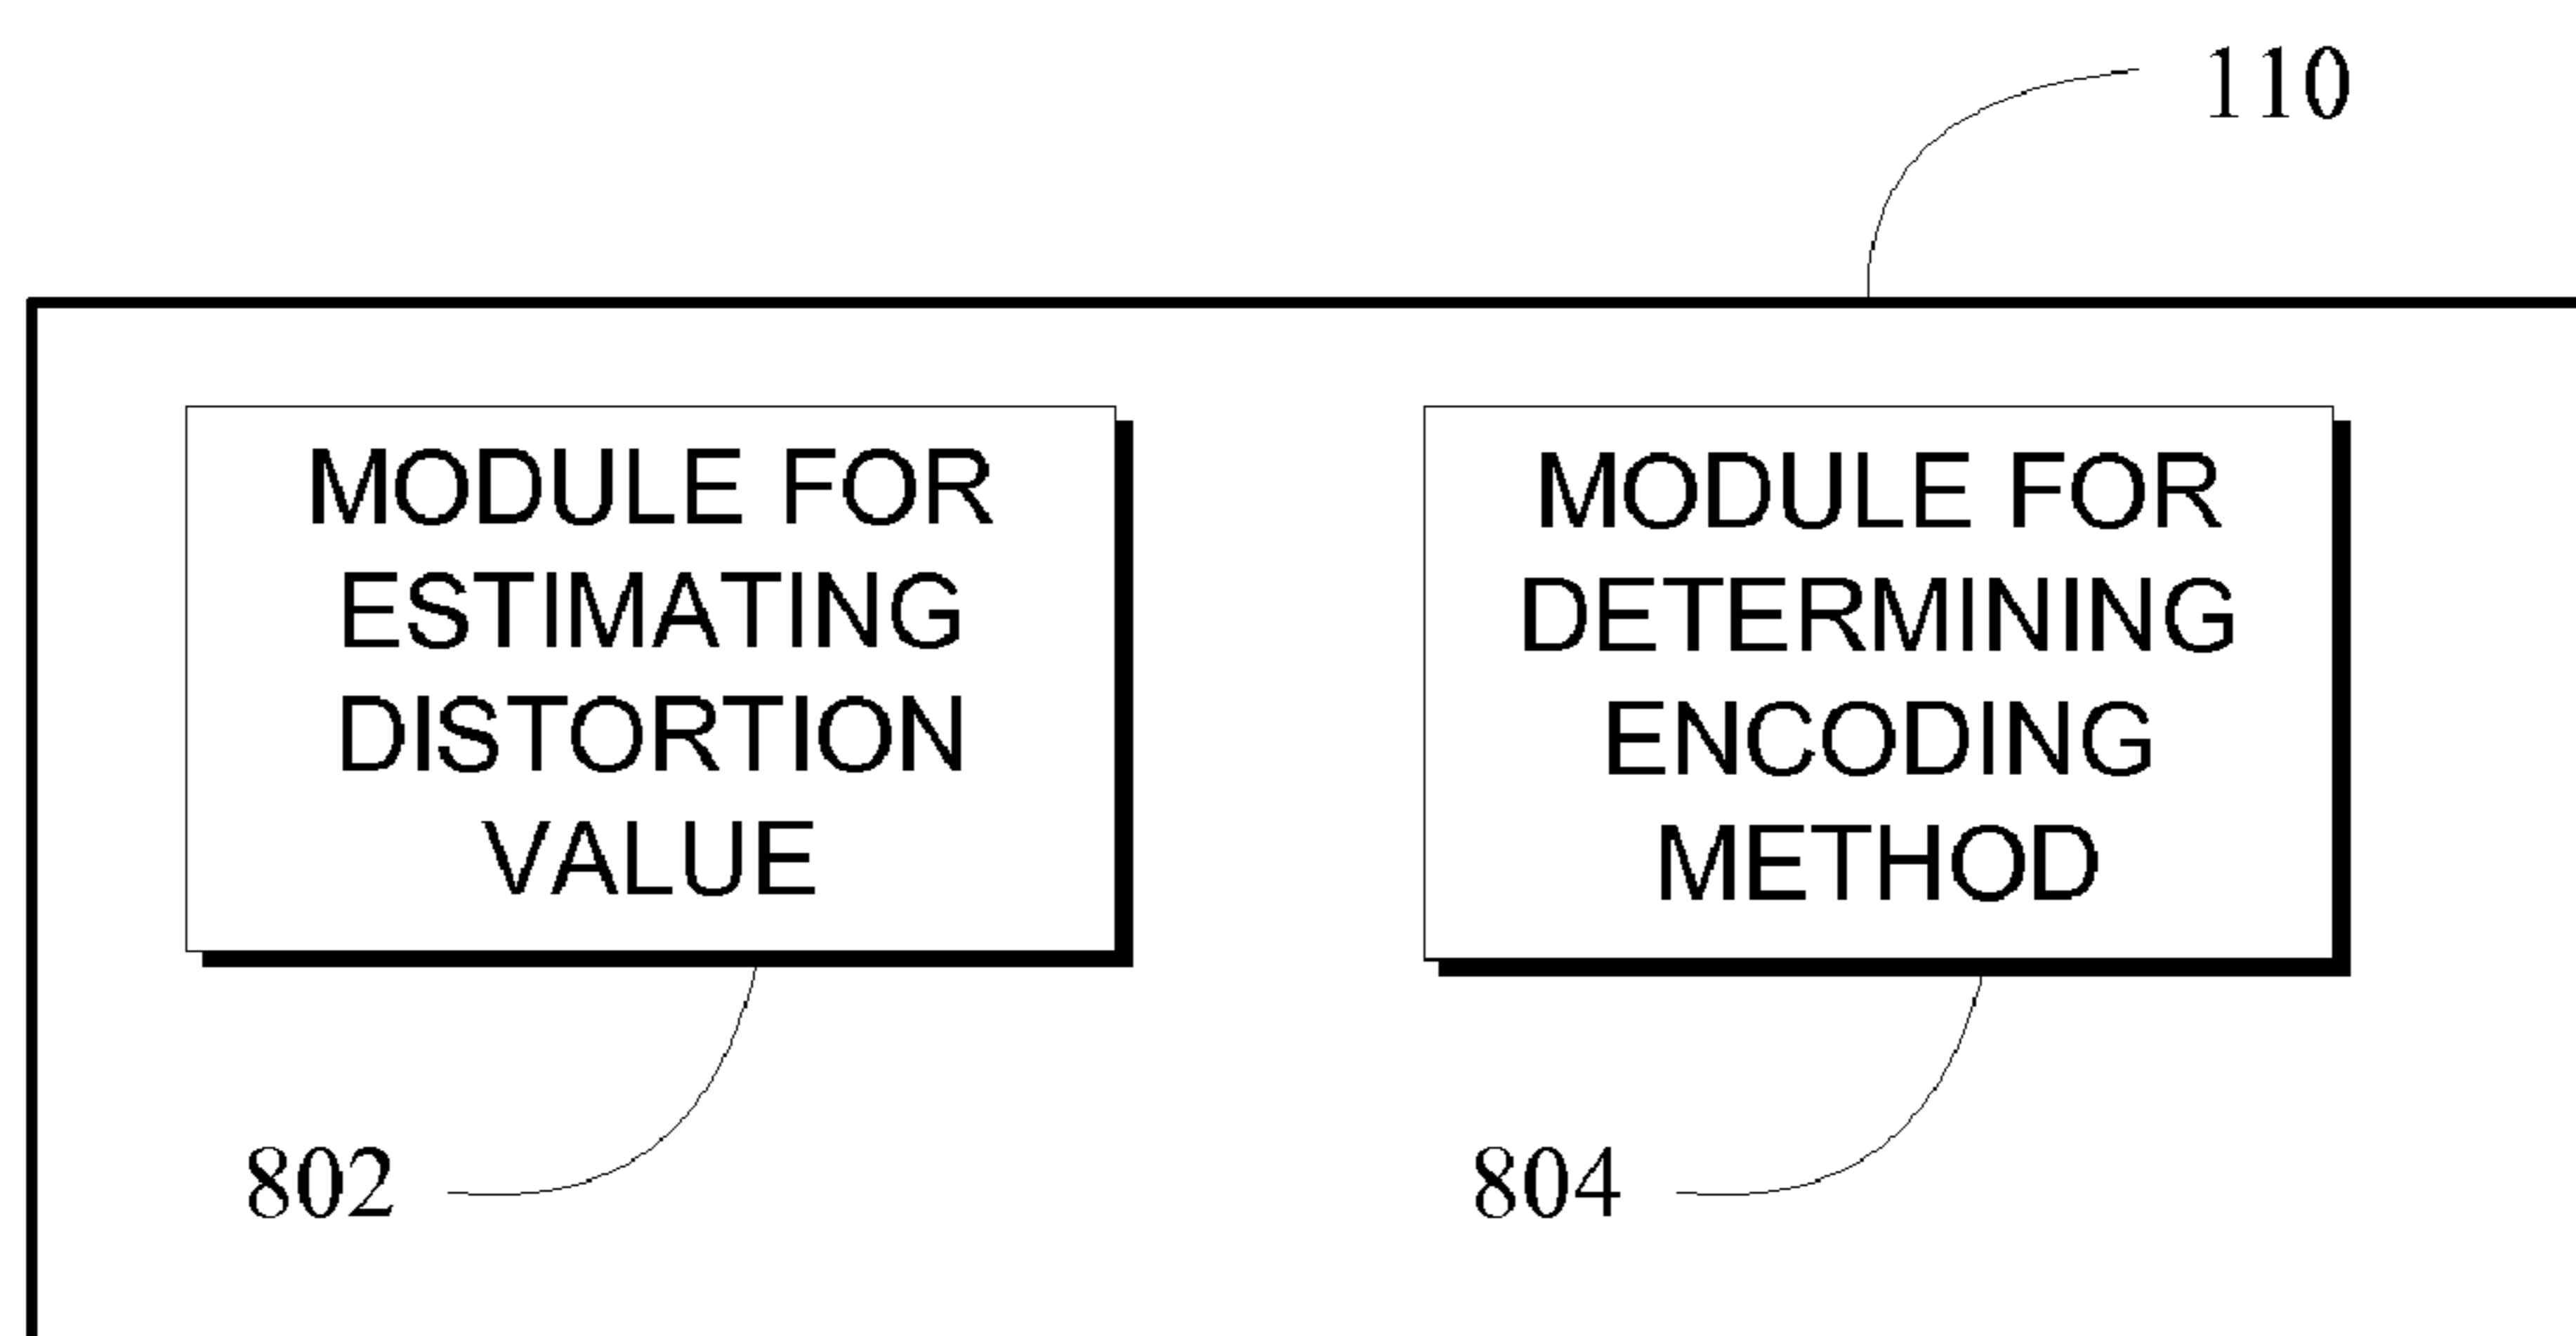 110
MODULE FOR
ESTIMATING
DISTORTION
VALUE
MODULE FOR
DETERMINING
ENCODING
METHOD
802
804